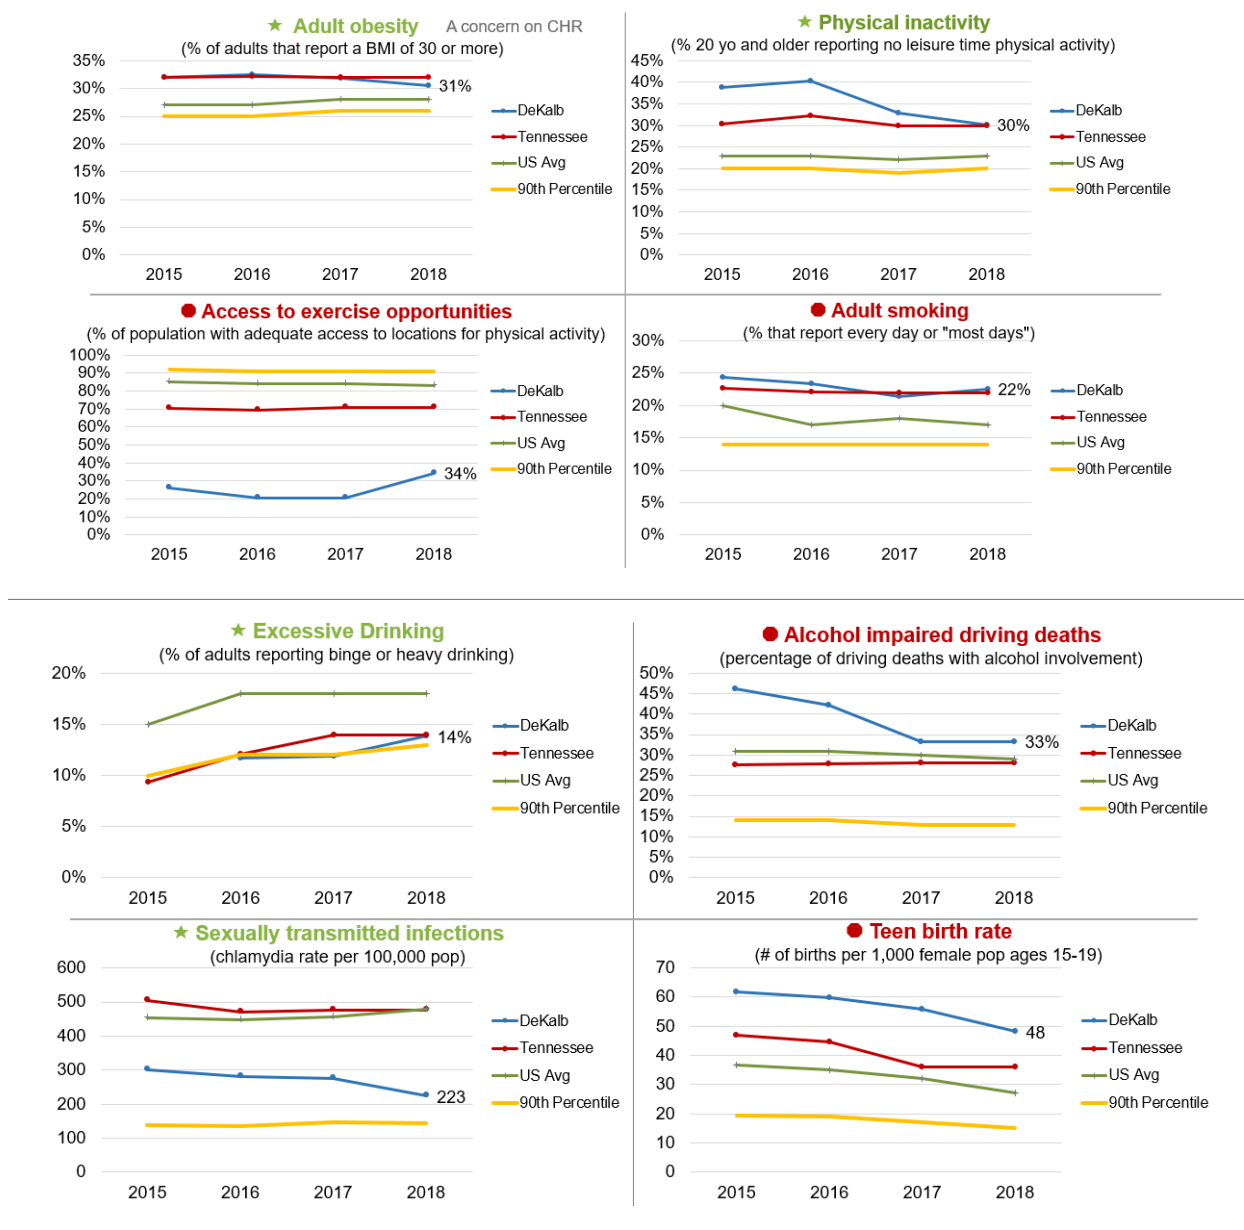 ★ Adult obesity A concern on CHR
(% of adults that report a BMI of 30 or more)
35%
30%
25%
20%
15%
10%
5%
0%
31%
2015 2016 2017 2018
DeKalb
Tennessee
US Avg
90th Percentile
★ Physical inactivity
(% 20 yo and older reporting no leisure time physical activity)
45%
40%
35%
30%
25%
20%
15%
10%
5%
0%
30%
2015 2016 2017 2018
DeKalb
Tennessee
US Avg
90th Percentile
Access to exercise opportunities
(% of population with adequate access to locations for physical activity)
100%
90%
80%
70%
60%
50%
40%
30%
20%
10%
0%
34%
2015 2016 2017 2018
DeKalb
Tennessee
US Avg
90th Percentile
Adult smoking
(% that report every day or "most days")
30%
25%
20%
15%
10%
5%
0%
22%
2015 2016 2017 2018
DeKalb
Tennessee
US Avg
90th Percentile
★ Excessive Drinking
(% of adults reporting binge or heavy drinking)
20%
15%
10%
5%
0%
14%
2015 2016 2017 2018
DeKalb
Tennessee
US Avg
90th Percentile
Alcohol impaired driving deaths
(percentage of driving deaths with alcohol involvement)
50%
45%
40%
35%
30%
25%
20%
15%
10%
5%
0%
33%
2015 2016 2017 2018
DeKalb
Tennessee
US Avg
90th Percentile
★ Sexually transmitted infections
(chlamydia rate per 100,000 pop)
600
500
400
300
200
100
0
223
2015 2016 2017 2018
DeKalb
Tennessee
US Avg
90th Percentile
Teen birth rate
(# of births per 1,000 female pop ages 15-19)
70
60
50
40
30
20
10
0
48
2015 2016 2017 2018
DeKalb
Tennessee
US Avg
90th Percentile